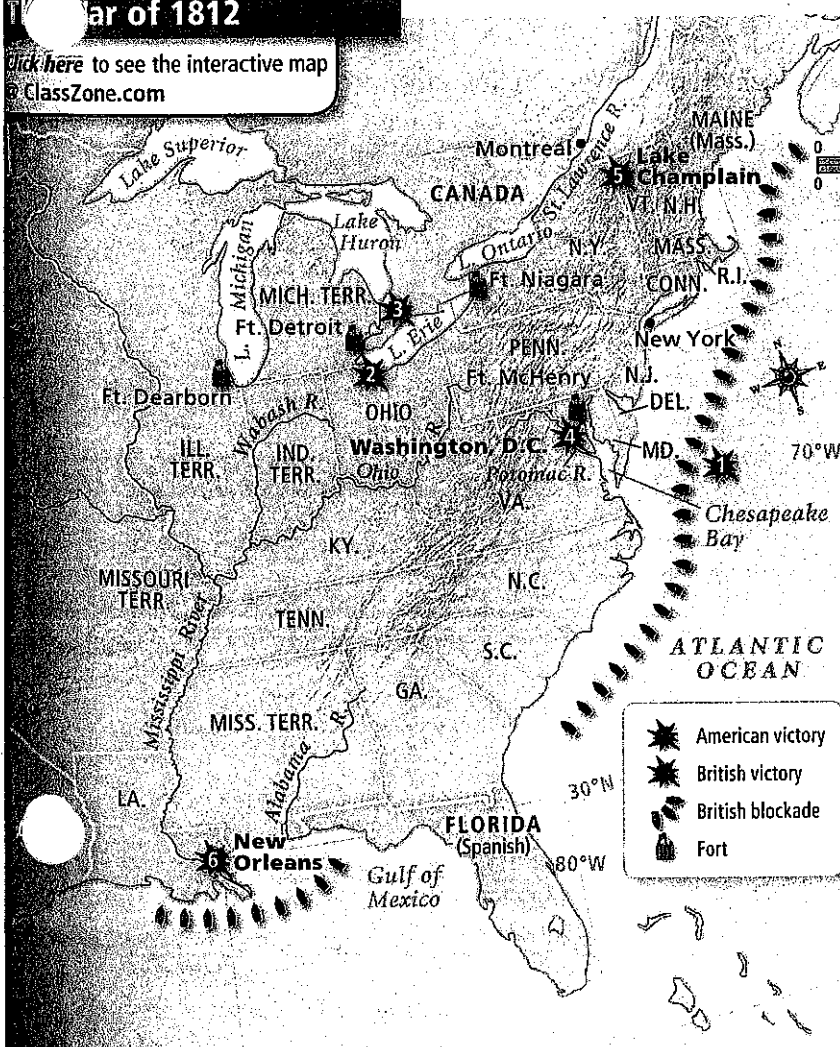 ar of 1812
Click here to see the interactive map
@ ClassZone.com
Lake Superior
Montreal
St. Lawrence R.
MAINE
(Mass.)
0
0
5
Lake
Champlain
CANADA
Lake
Huron
VT.
N.H.
L. Michigan
L. Ontario
N.Y.
MASS.
CONN.
R.I.
MICH. TERR.
3
Ft. Niagara
Ft. Detroit
L. Erie
2
New York
PENN.
Ft. McHenry
N.J.
DEL.
Ft. Dearborn
Wabash R.
OHIO
N
E
S
W
ILL.
TERR.
IND.
TERR.
Washington, D.C.
4
MD.
1
70°W
Ohio
R.
Potomac R.
VA.
Chesapeake
Bay
KY.
MISSOURI
TERR.
N.C.
TENN.
Mississippi River
S.C.
ATLANTIC
OCEAN
GA.
MISS. TERR.
Alabama R.
American victory
British victory
British blockade
Fort
30°N
LA.
FLORIDA
(Spanish)
80°W
6
New
Orleans
Gulf of
Mexico